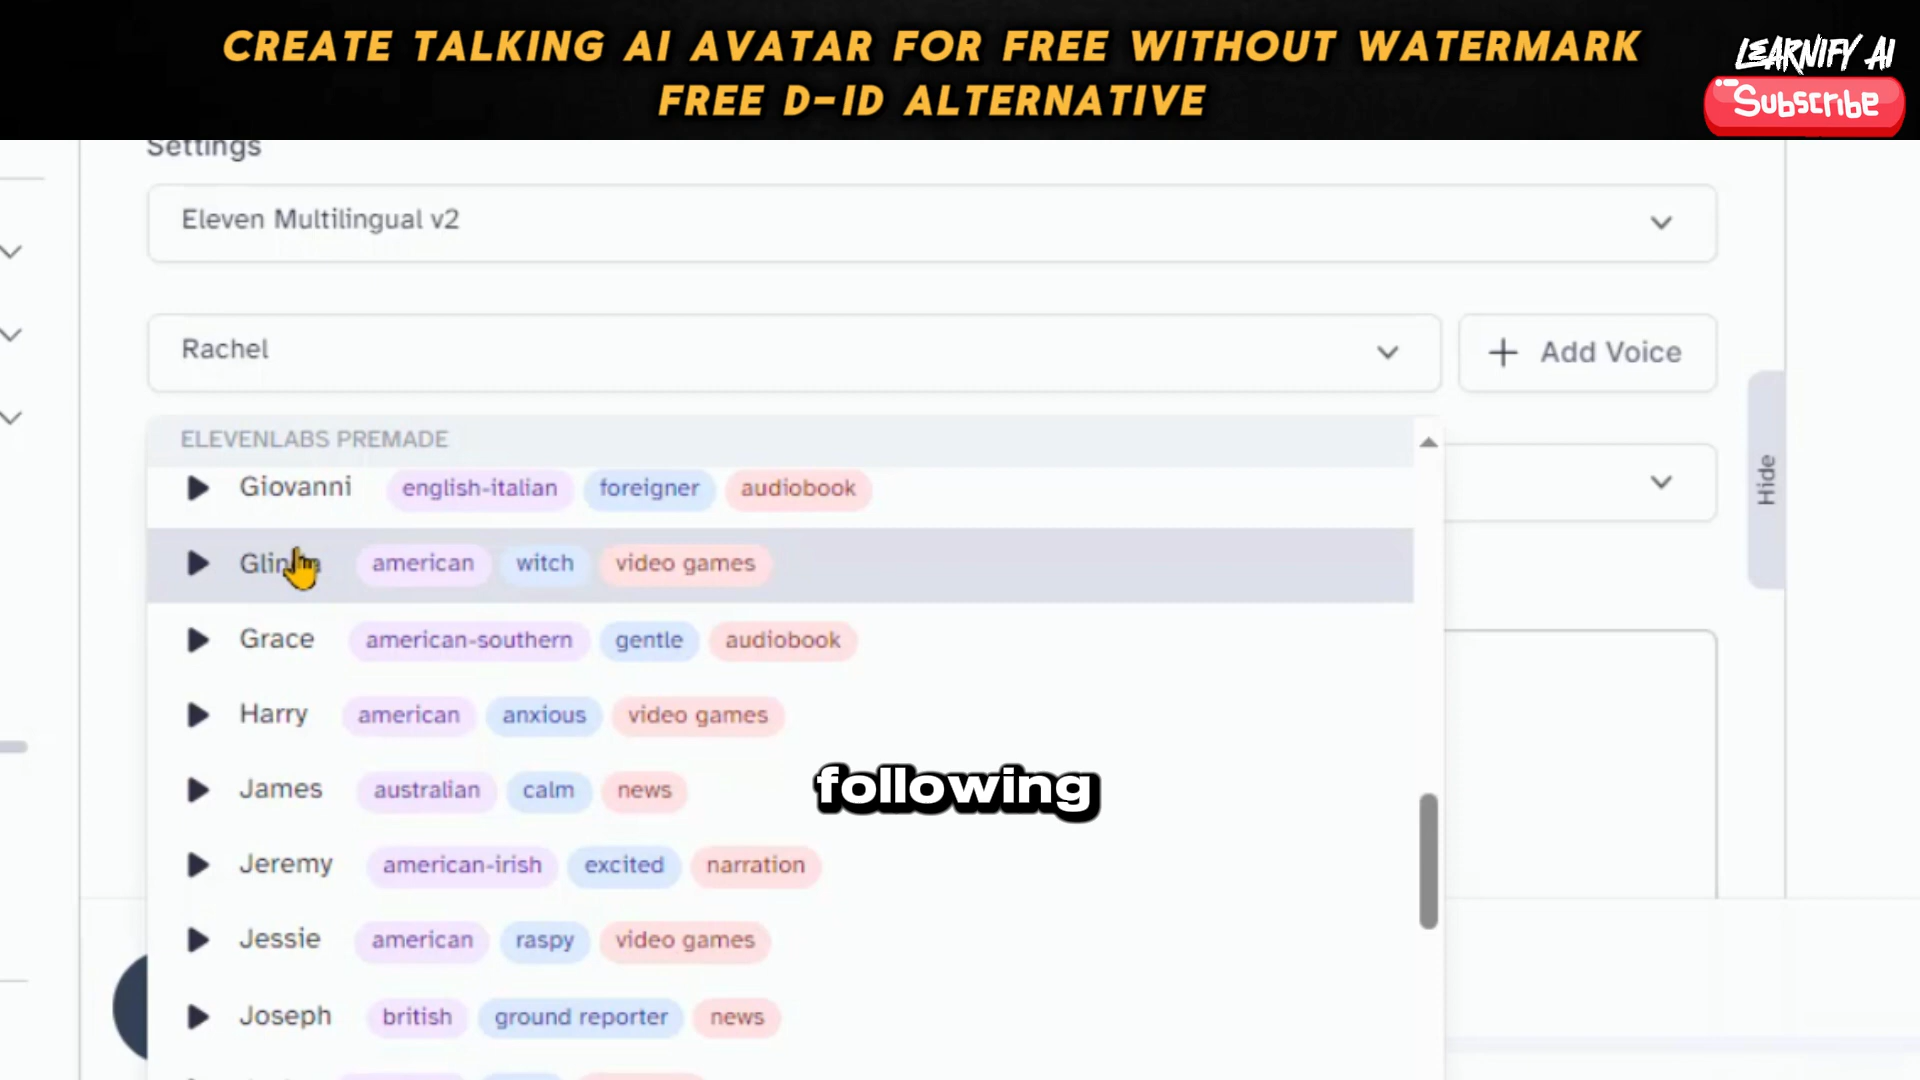 CREATE TALKING AI AVATAR FOR FREE WITHOUT WATERMARK
FREE D-ID ALTERNATIVE
LEARNIFY AI
Subscribe
Settings
Eleven Multilingual v2
Rachel
+ Add Voice
ELEVENLABS PREMADE
Giovanni english-italian foreigner audiobook
Hide
american witch video games
Grace american-southern gentle audiobook
Harry american anxious video games
following
James australian calm news
Jeremy american-irish excited narration
Jessie american raspy video games
Joseph british ground reporter news